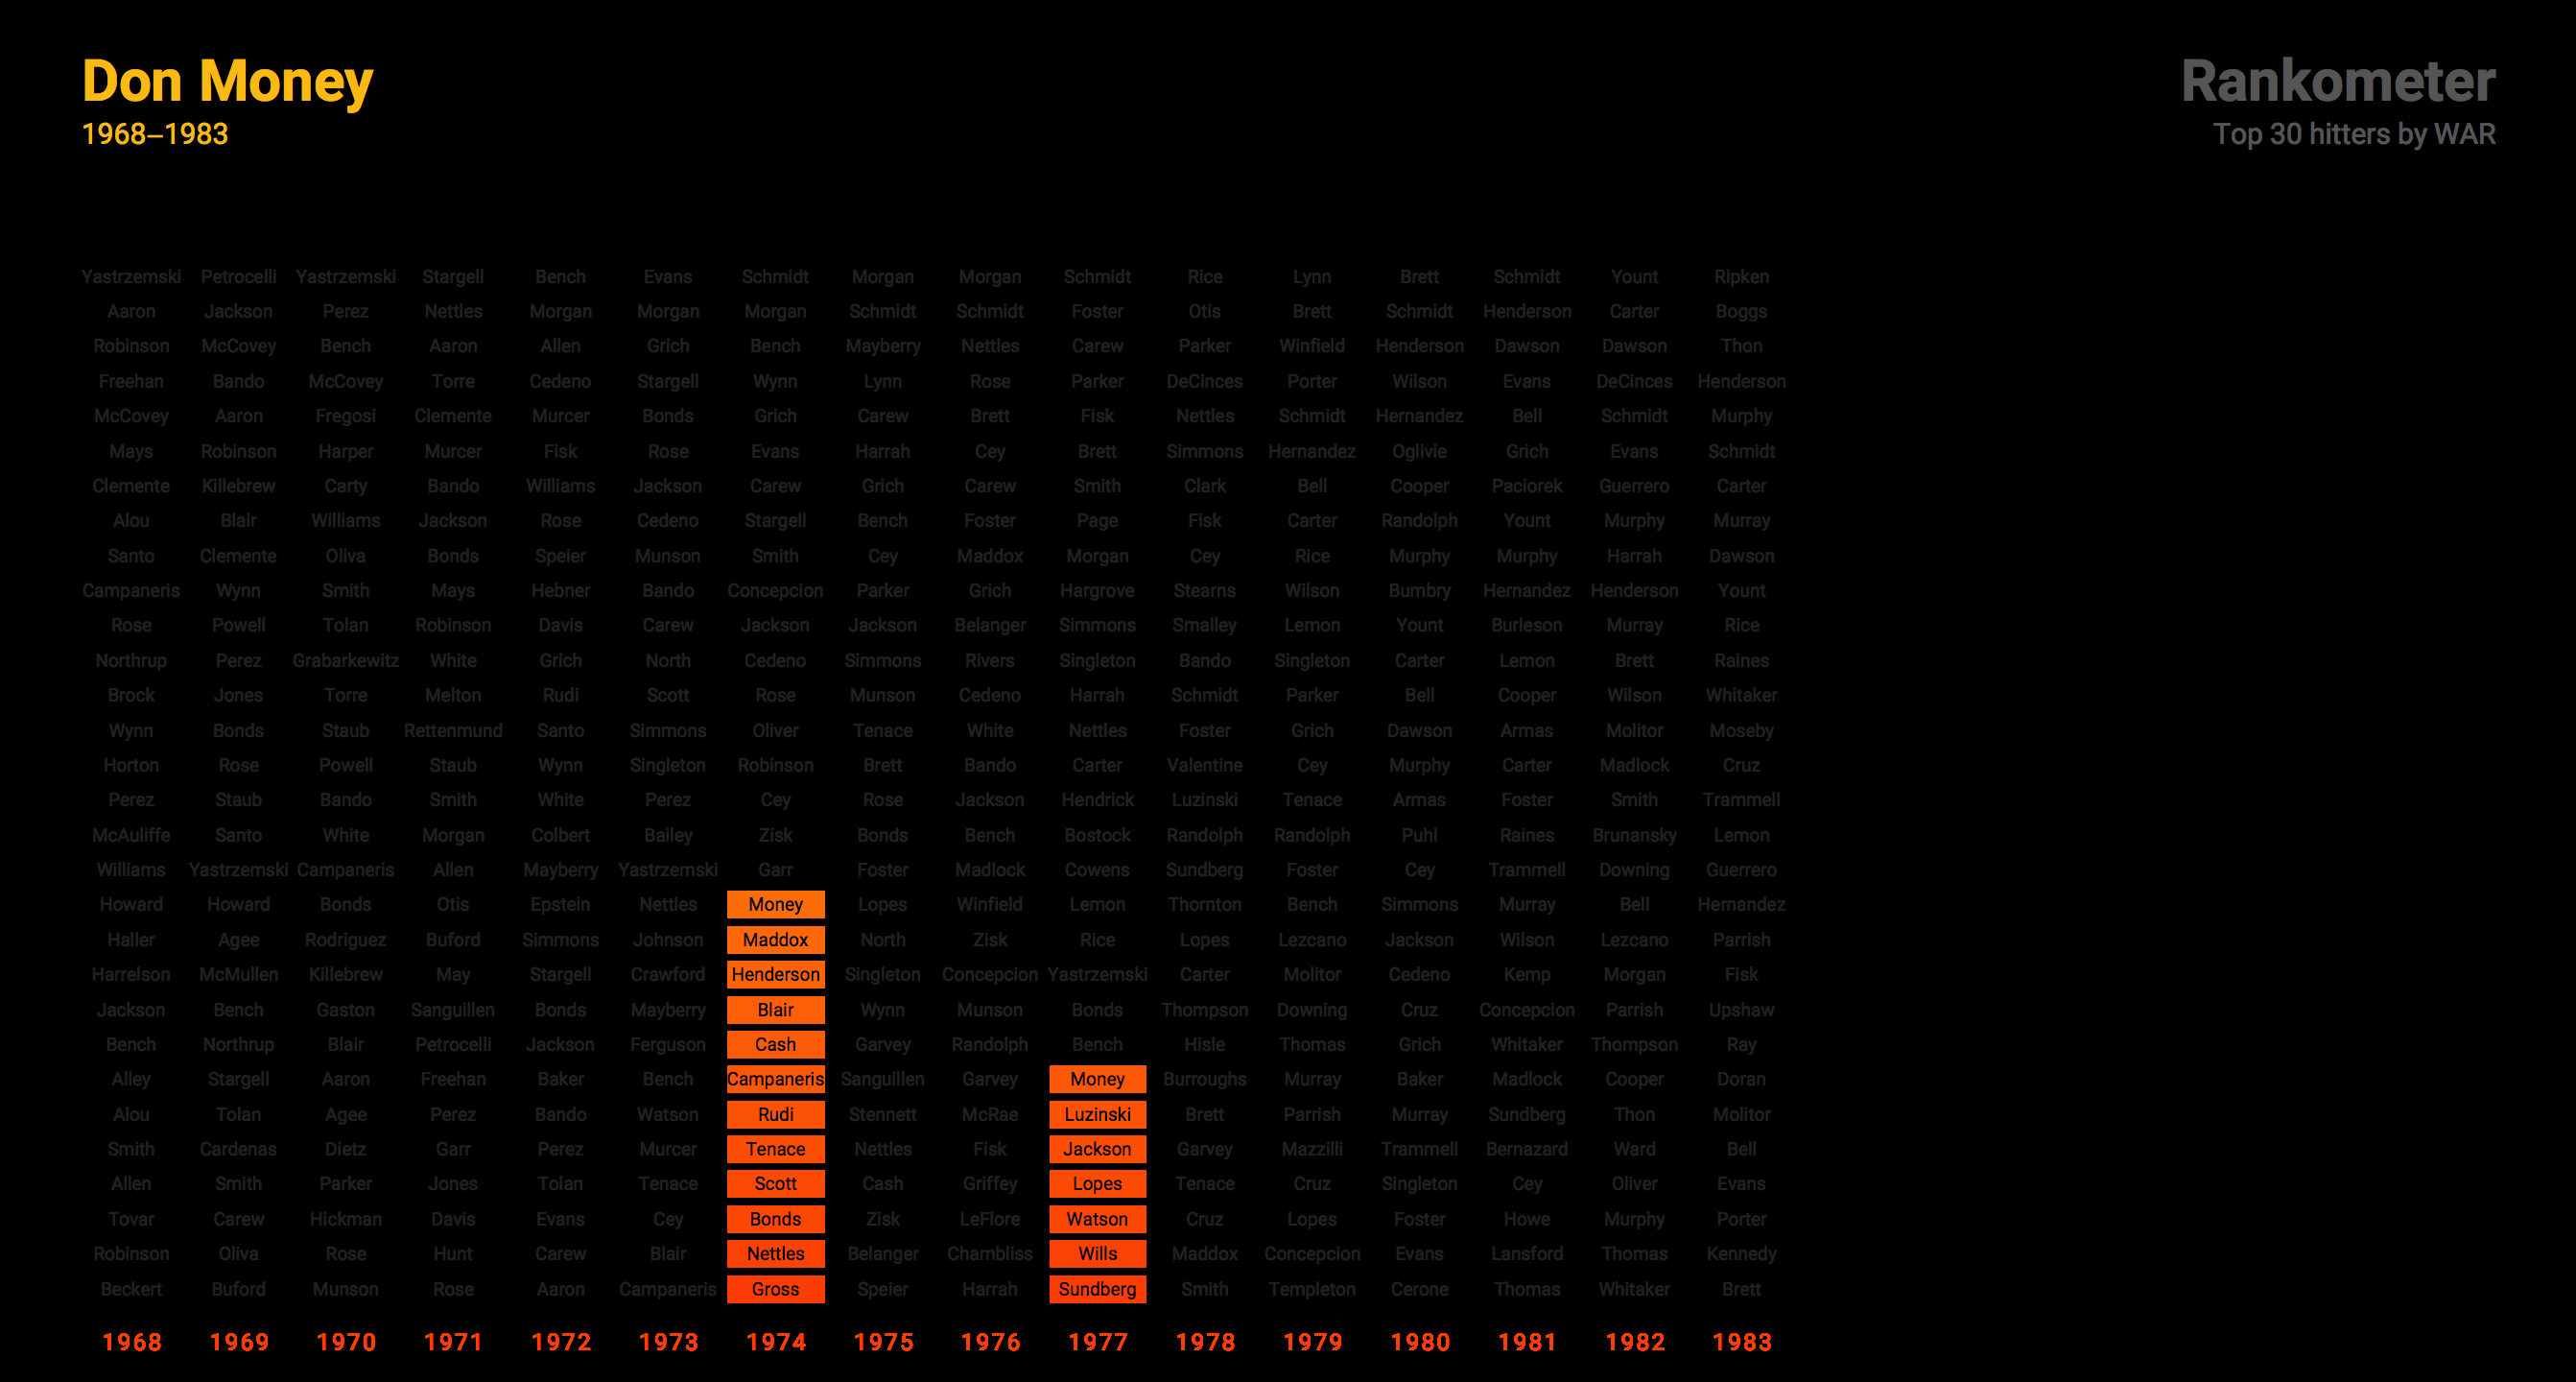 Don Money
1968–1983
Rankometer
Top 30 hitters by WAR
Yastrzemski Petrocelli Yastrzemski Stargell Bench Evans Schmidt Morgan Morgan Schmidt Rice Lynn Brett Schmidt Yount Ripken
Aaron Jackson Perez Nettles Morgan Morgan Morgan Schmidt Schmidt Foster Otis Brett Schmidt Henderson Carter Boggs
Robinson McCovey Bench Aaron Allen Grich Bench Mayberry Nettles Carew Parker Winfield Henderson Dawson Dawson Thon
Freehan Bando McCovey Torre Cedeno Stargell Wynn Lynn Rose Parker DeCinces Porter Wilson Evans DeCinces Henderson
McCovey Aaron Fregosi Clemente Murcer Bonds Grich Carew Brett Fisk Nettles Schmidt Hernandez Bell Schmidt Murphy
Mays Robinson Harper Murcer Fisk Rose Evans Harrah Cey Brett Simmons Hernandez Oglivie Grich Evans Schmidt
Clemente Killebrew Carty Bando Williams Jackson Carew Grich Carew Smith Clark Bell Cooper Paciorek Guerrero Carter
Alou Blair Williams Jackson Rose Cedeno Stargell Bench Foster Page Fisk Carter Randolph Yount Murphy Murray
Santo Clemente Oliva Bonds Speier Munson Smith Cey Maddox Morgan Cey Rice Murphy Murphy Harrah Dawson
Campaneris Wynn Smith Mays Hebner Bando Concepcion Parker Grich Hargrove Stearns Wilson Bumbry Hernandez Henderson Yount
Rose Powell Tolan Robinson Davis Carew Jackson Jackson Belanger Simmons Smalley Lemon Yount Burleson Murray Rice
Northrup Perez Grabarkewitz White Grich North Cedeno Simmons Rivers Singleton Bando Singleton Carter Lemon Brett Raines
Brock Jones Torre Melton Rudi Scott Rose Munson Cedeno Harrah Schmidt Parker Bell Cooper Wilson Whitaker
Wynn Bonds Staub Rettenmund Santo Simmons Oliver Tenace White Nettles Foster Grich Dawson Armas Molitor Moseby
Horton Rose Powell Staub Wynn Singleton Robinson Brett Bando Carter Valentine Cey Murphy Carter Madlock Cruz
Perez Staub Bando Smith White Perez Cey Rose Jackson Hendrick Luzinski Tenace Armas Foster Smith Trammell
McAuliffe Santo White Morgan Colbert Bailey Zisk Bonds Bench Bostock Randolph Randolph Puhl Raines Brunansky Lemon
Williams Yastrzemski Campaneris Allen Mayberry Yastrzemski Garr Foster Madlock Cowens Sundberg Foster Cey Trammell Downing Guerrero
Howard Howard Bonds Otis Epstein Nettles Money Lopes Winfield Lemon Thornton Bench Simmons Murray Bell Hernandez
Haller Agee Rodriguez Buford Simmons Johnson Maddox North Zisk Rice Lopes Lezcano Jackson Wilson Lezcano Parrish
Harrelson McMullen Killebrew May Stargell Crawford Henderson Singleton Concepcion Yastrzemski Carter Molitor Cedeno Kemp Morgan Fisk
Jackson Bench Gaston Sanguillen Bonds Mayberry Blair Wynn Munson Bonds Thompson Downing Cruz Concepcion Parrish Upshaw
Bench Northrup Blair Petrocelli Jackson Ferguson Cash Garvey Randolph Bench Hisle Thomas Grich Whitaker Thompson Ray
Alley Stargell Aaron Freehan Baker Bench Campaneris Sanguillen Garvey Money Burroughs Murray Baker Madlock Cooper Doran
Alou Tolan Agee Perez Bando Watson Rudi Stennett McRae Luzinski Brett Parrish Murray Sundberg Thon Molitor
Smith Cardenas Dietz Garr Perez Murcer Tenace Nettles Fisk Jackson Garvey Mazzilli Trammell Bernazard Ward Bell
Allen Smith Parker Jones Tolan Tenace Scott Cash Griffey Lopes Tenace Cruz Singleton Cey Oliver Evans
Tovar Carew Hickman Davis Evans Cey Bonds Zisk LeFlore Watson Cruz Lopes Foster Howe Murphy Porter
Robinson Oliva Rose Hunt Carew Blair Nettles Belanger Chambliss Wills Maddox Concepcion Evans Lansford Thomas Kennedy
Beckert Buford Munson Rose Aaron Campaneris Gross Speier Harrah Sundberg Smith Templeton Cerone Thomas Whitaker Brett
1968 1969 1970 1971 1972 1973 1974 1975 1976 1977 1978 1979 1980 1981 1982 1983